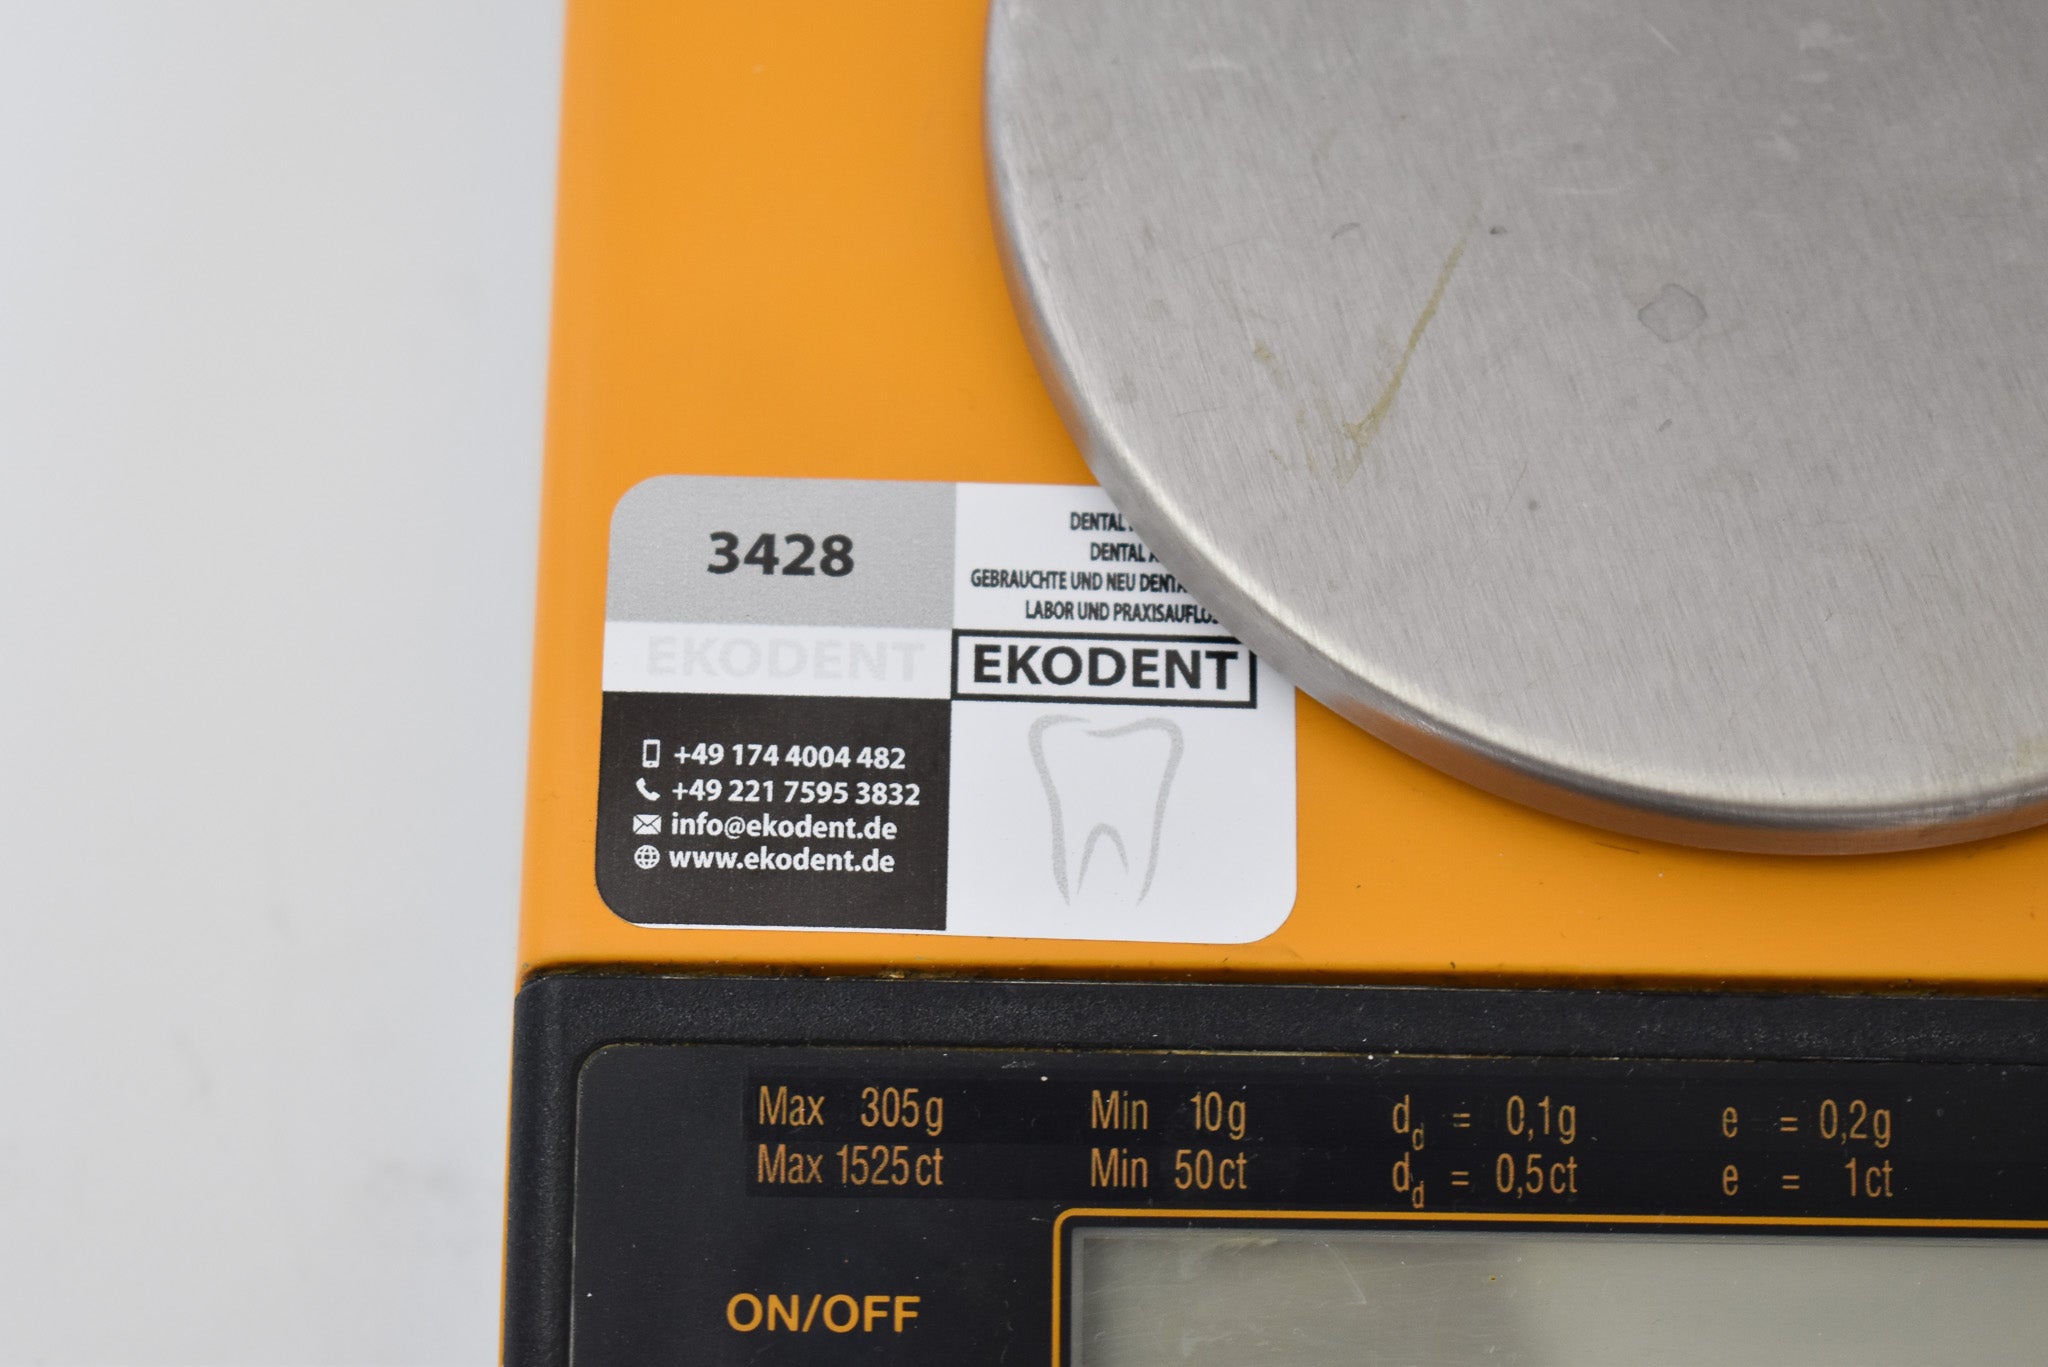 3428
DENTAL
DENTAL
GEBRAUCHTE UND NEU
LABOR UND
EKODENT
EKODENT
+49 174 4004 482
+49 221 7595 3832
info@ekodent.de
www.ekodent.de
Max 305g Min 10g dd = 0,1g e = 0,2g
Max 1525ct Min 50ct dd = 0,5ct e = 1ct
ON/OFF